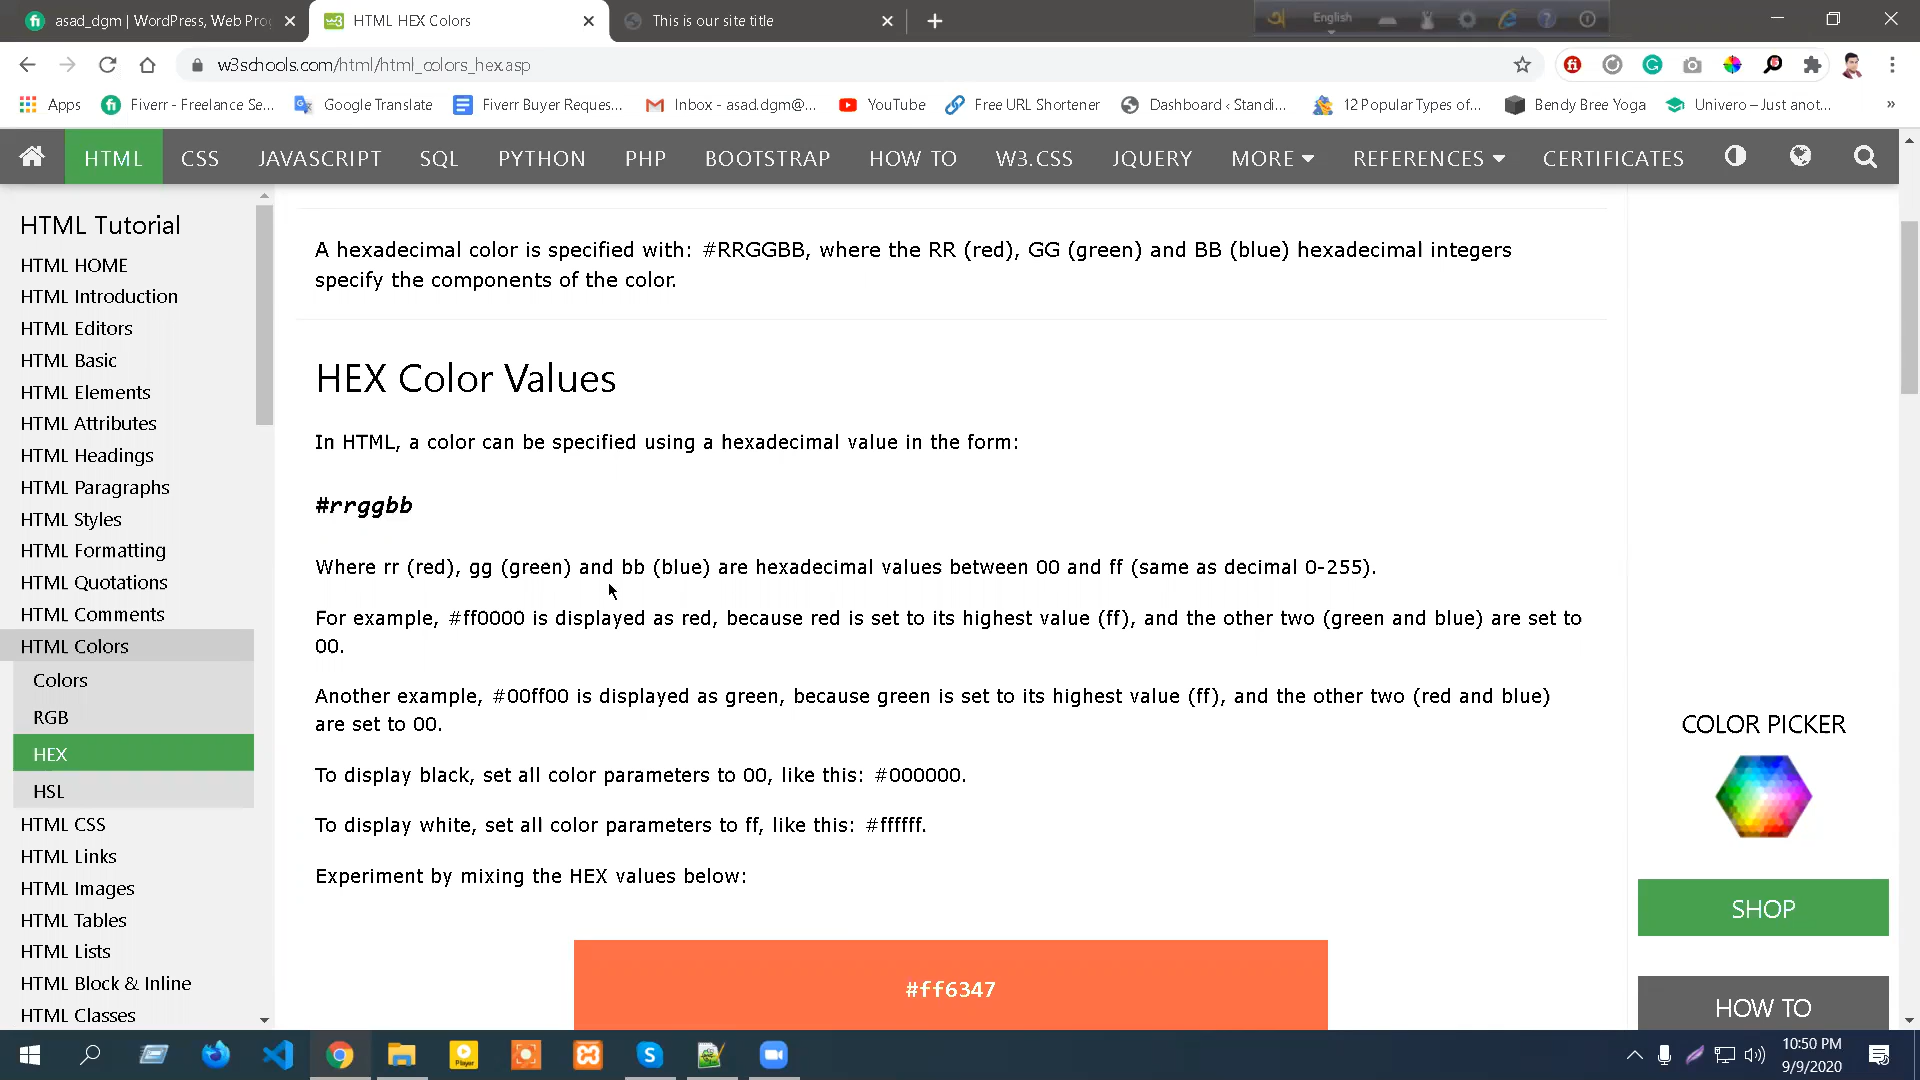 asad_dgm | WordPress, Web Pro
HTML HEX Colors
This is our site title
English
w3schools.com/html/html_colors_hex.asp
Apps
Fiverr - Freelance Se...
Google Translate
Fiverr Buyer Reques...
Inbox - asad.dgm@...
YouTube
Free URL Shortener
Dashboard ‹ Standi...
12 Popular Types of...
Bendy Bree Yoga
Univero – Just anot...
»
HTML
CSS
JAVASCRIPT
SQL
PYTHON
PHP
BOOTSTRAP
HOW TO
W3.CSS
JQUERY
MORE
REFERENCES
CERTIFICATES
HTML Tutorial
HTML HOME
HTML Introduction
HTML Editors
HTML Basic
HTML Elements
HTML Attributes
HTML Headings
HTML Paragraphs
HTML Styles
HTML Formatting
HTML Quotations
HTML Comments
HTML Colors
Colors
RGB
HEX
HSL
HTML CSS
HTML Links
HTML Images
HTML Tables
HTML Lists
HTML Block & Inline
HTML Classes
A hexadecimal color is specified with: #RRGGBB, where the RR (red), GG (green) and BB (blue) hexadecimal integers
specify the components of the color.
HEX Color Values
In HTML, a color can be specified using a hexadecimal value in the form:
#rrggbb
Where rr (red), gg (green) and bb (blue) are hexadecimal values between 00 and ff (same as decimal 0-255).
For example, #ff0000 is displayed as red, because red is set to its highest value (ff), and the other two (green and blue) are set to
00.
Another example, #00ff00 is displayed as green, because green is set to its highest value (ff), and the other two (red and blue)
are set to 00.
To display black, set all color parameters to 00, like this: #000000.
To display white, set all color parameters to ff, like this: #ffffff.
Experiment by mixing the HEX values below:
#ff6347
COLOR PICKER
SHOP
HOW TO
10:50 PM
9/9/2020